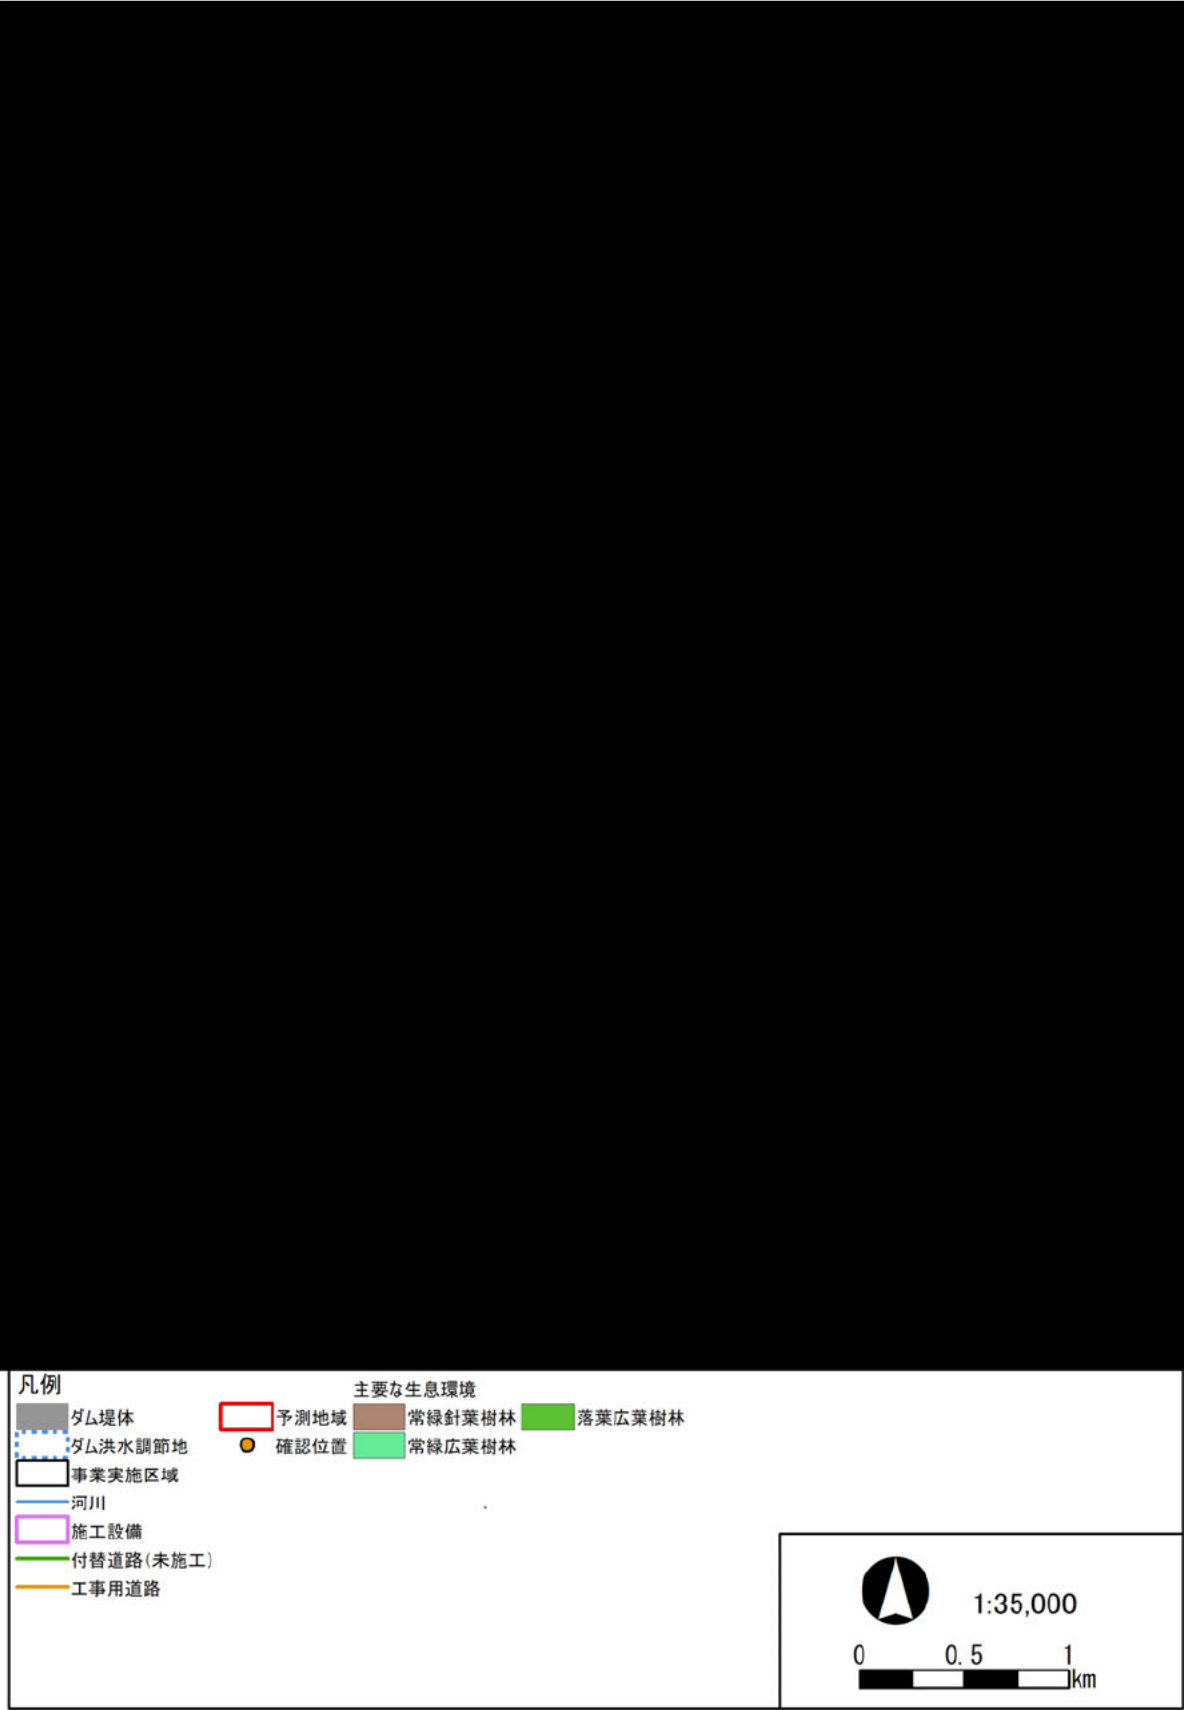 凡例
主要な生息環境
ダム堤体
予測地域
常緑針葉樹林
落葉広葉樹林
ダム洪水調節地
確認位置
常緑広葉樹林
事業実施区域
河川
施工設備
付替道路(未施工)
工事用道路
1:35,000
0 0.5 1
km